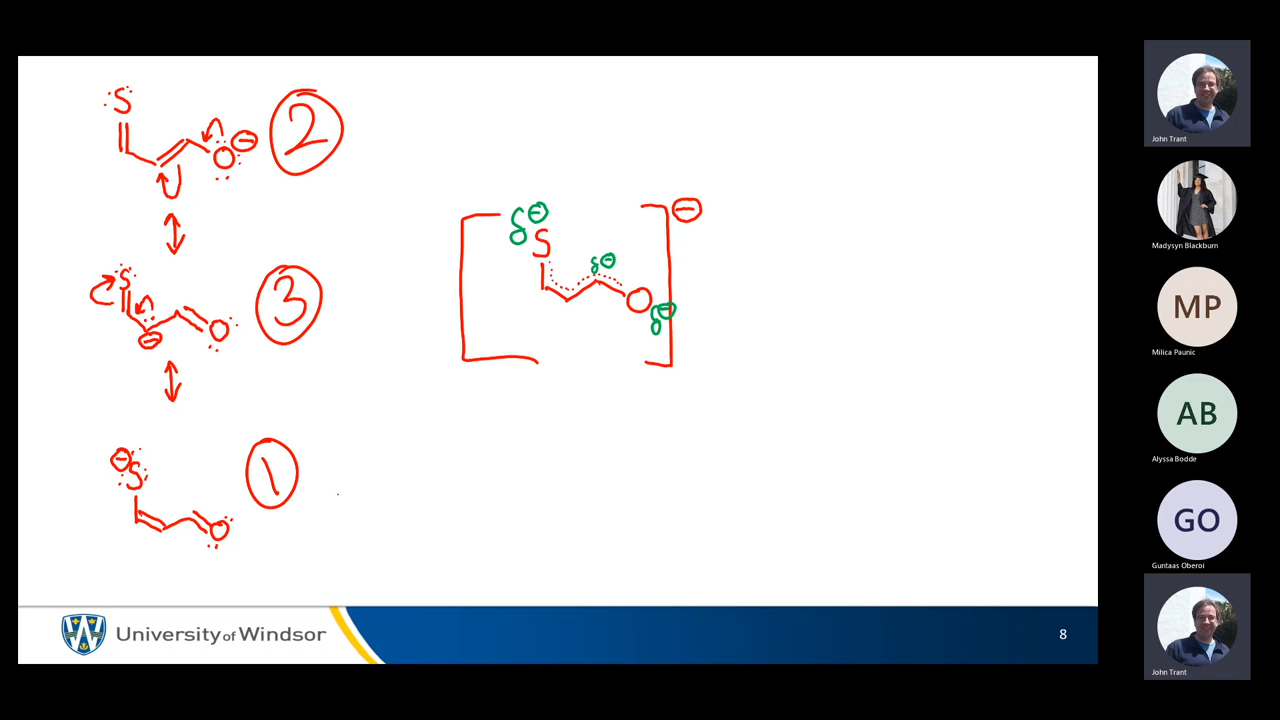 S
O
⊖
2
S
⊖
O
3
⊖
S
O
1
δ⊖
S
δ⊖
O
δ⊖
⊖
University of Windsor
8
John Trant
Madysyn Blackburn
MP
Milica Paunic
AB
Alyssa Bodde
GO
Guntaas Oberoi
John Trant